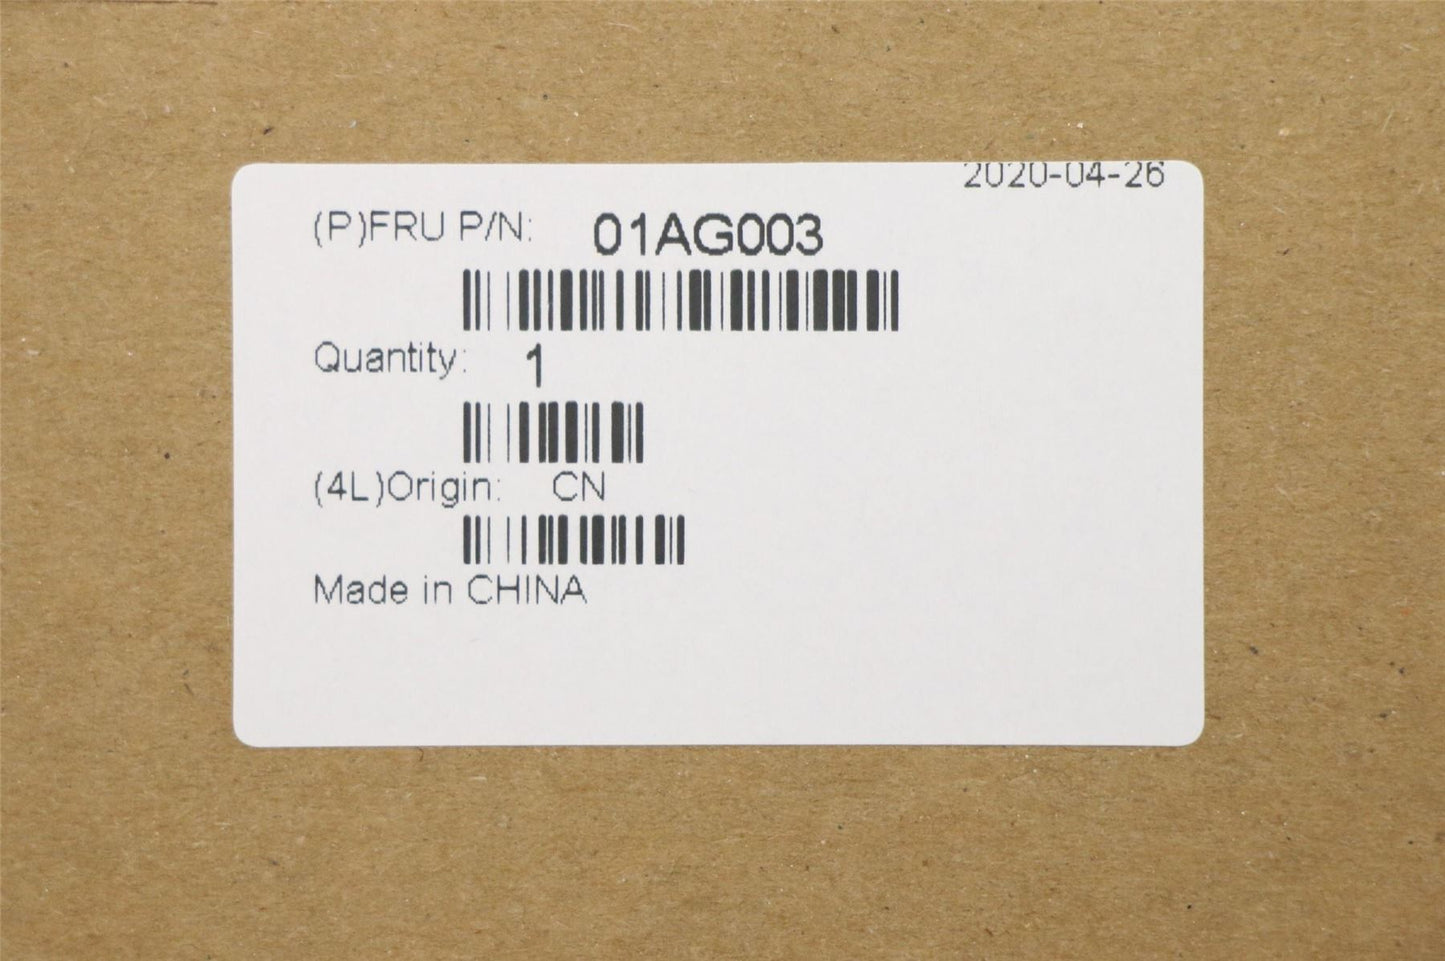 2020-04-26
(P)FRU P/N: 01AG003
Quantity: 1
(4L)Origin: CN
Made in CHINA